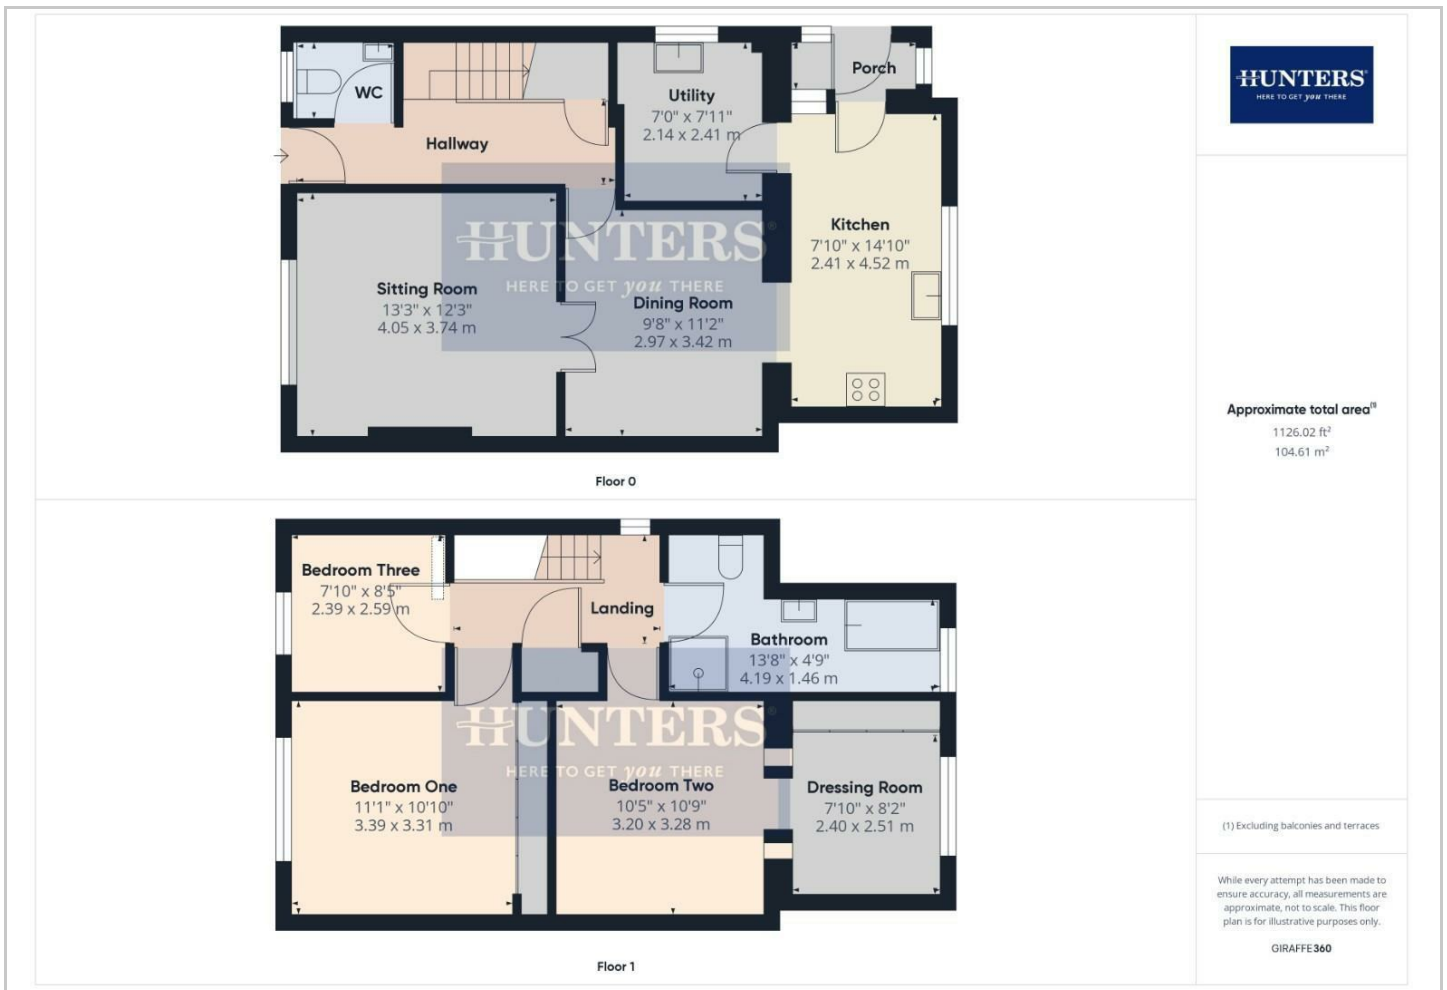 WC
Hallway
Utility
7'0" x 7'11"
2.14 x 2.41 m
Porch
Kitchen
7'10" x 14'10"
2.41 x 4.52 m
Sitting Room
13'3" x 12'3"
4.05 x 3.74 m
Dining Room
9'8" x 11'2"
2.97 x 3.42 m
HUNTERS®
HERE TO GET you THERE
Floor 0
Bedroom Three
7'10" x 8'5"
2.39 x 2.59 m
Landing
Bathroom
13'8" x 4'9"
4.19 x 1.46 m
HUNTERS®
HERE TO GET you THERE
Bedroom One
11'1" x 10'10"
3.39 x 3.31 m
Bedroom Two
10'5" x 10'9"
3.20 x 3.28 m
Dressing Room
7'10" x 8'2"
2.40 x 2.51 m
Floor 1
HUNTERS®
HERE TO GET you THERE
Approximate total area(1)
1126.02 ft²
104.61 m²
(1) Excluding balconies and terraces
While every attempt has been made to
ensure accuracy, all measurements are
approximate, not to scale. This floor
plan is for illustrative purposes only.
GIRAFFE360